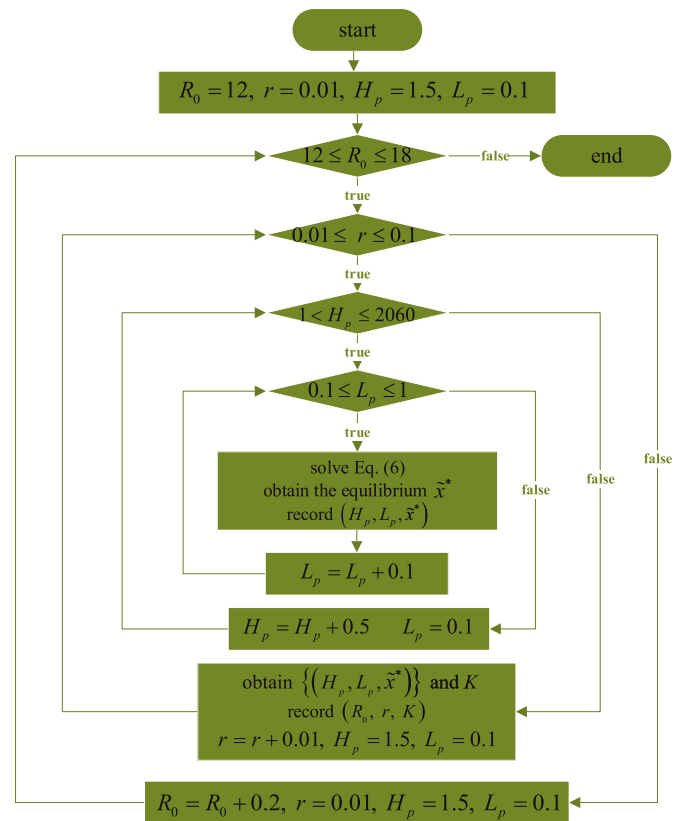 start
R₀ = 12, r = 0.01, Hₚ = 1.5, Lₚ = 0.1
12 ≤ R₀ ≤ 18
false
end
true
0.01 ≤ r ≤ 0.1
true
1 < Hₚ ≤ 2060
true
0.1 ≤ Lₚ ≤ 1
true
solve Eq. (6)
obtain the equilibrium x̃*
record (Hₚ, Lₚ, x̃*)
false
false
false
Lₚ = Lₚ + 0.1
Hₚ = Hₚ + 0.5 Lₚ = 0.1
obtain {(Hₚ, Lₚ, x̃*)} and K
record (R₀, r, K)
r = r + 0.01, Hₚ = 1.5, Lₚ = 0.1
R₀ = R₀ + 0.2, r = 0.01, Hₚ = 1.5, Lₚ = 0.1